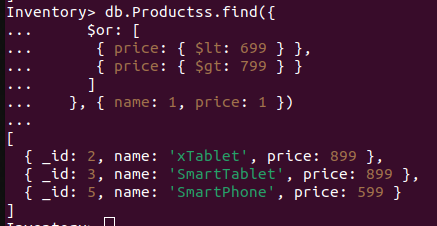 Inventory> db.Productss.find({
...     $or: [
...      { price: { $lt: 699 } },
...      { price: { $gt: 799 } }
...     ]
...   }, { name: 1, price: 1 })
...
[
  { _id: 2, name: 'xTablet', price: 899 },
  { _id: 3, name: 'SmartTablet', price: 899 },
  { _id: 5, name: 'SmartPhone', price: 599 }
]
Inventory>